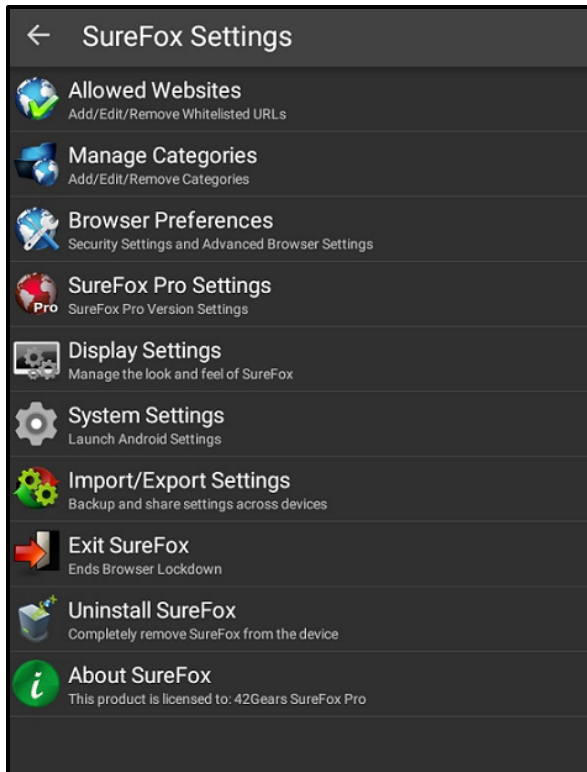 SureFox Settings
Allowed Websites
Add/Edit/Remove Whitelisted URLs
Manage Categories
Add/Edit/Remove Categories
Browser Preferences
Security Settings and Advanced Browser Settings
SureFox Pro Settings
Pro
SureFox Pro Version Settings
Display Settings
Manage the look and feel of SureFox
System Settings
Launch Android Settings
Import/Export Settings
Backup and share settings across devices
Exit SureFox
Ends Browser Lockdown
Uninstall SureFox
Completely remove SureFox from the device
About SureFox
i
This product is licensed to: 42Gears SureFox Pro